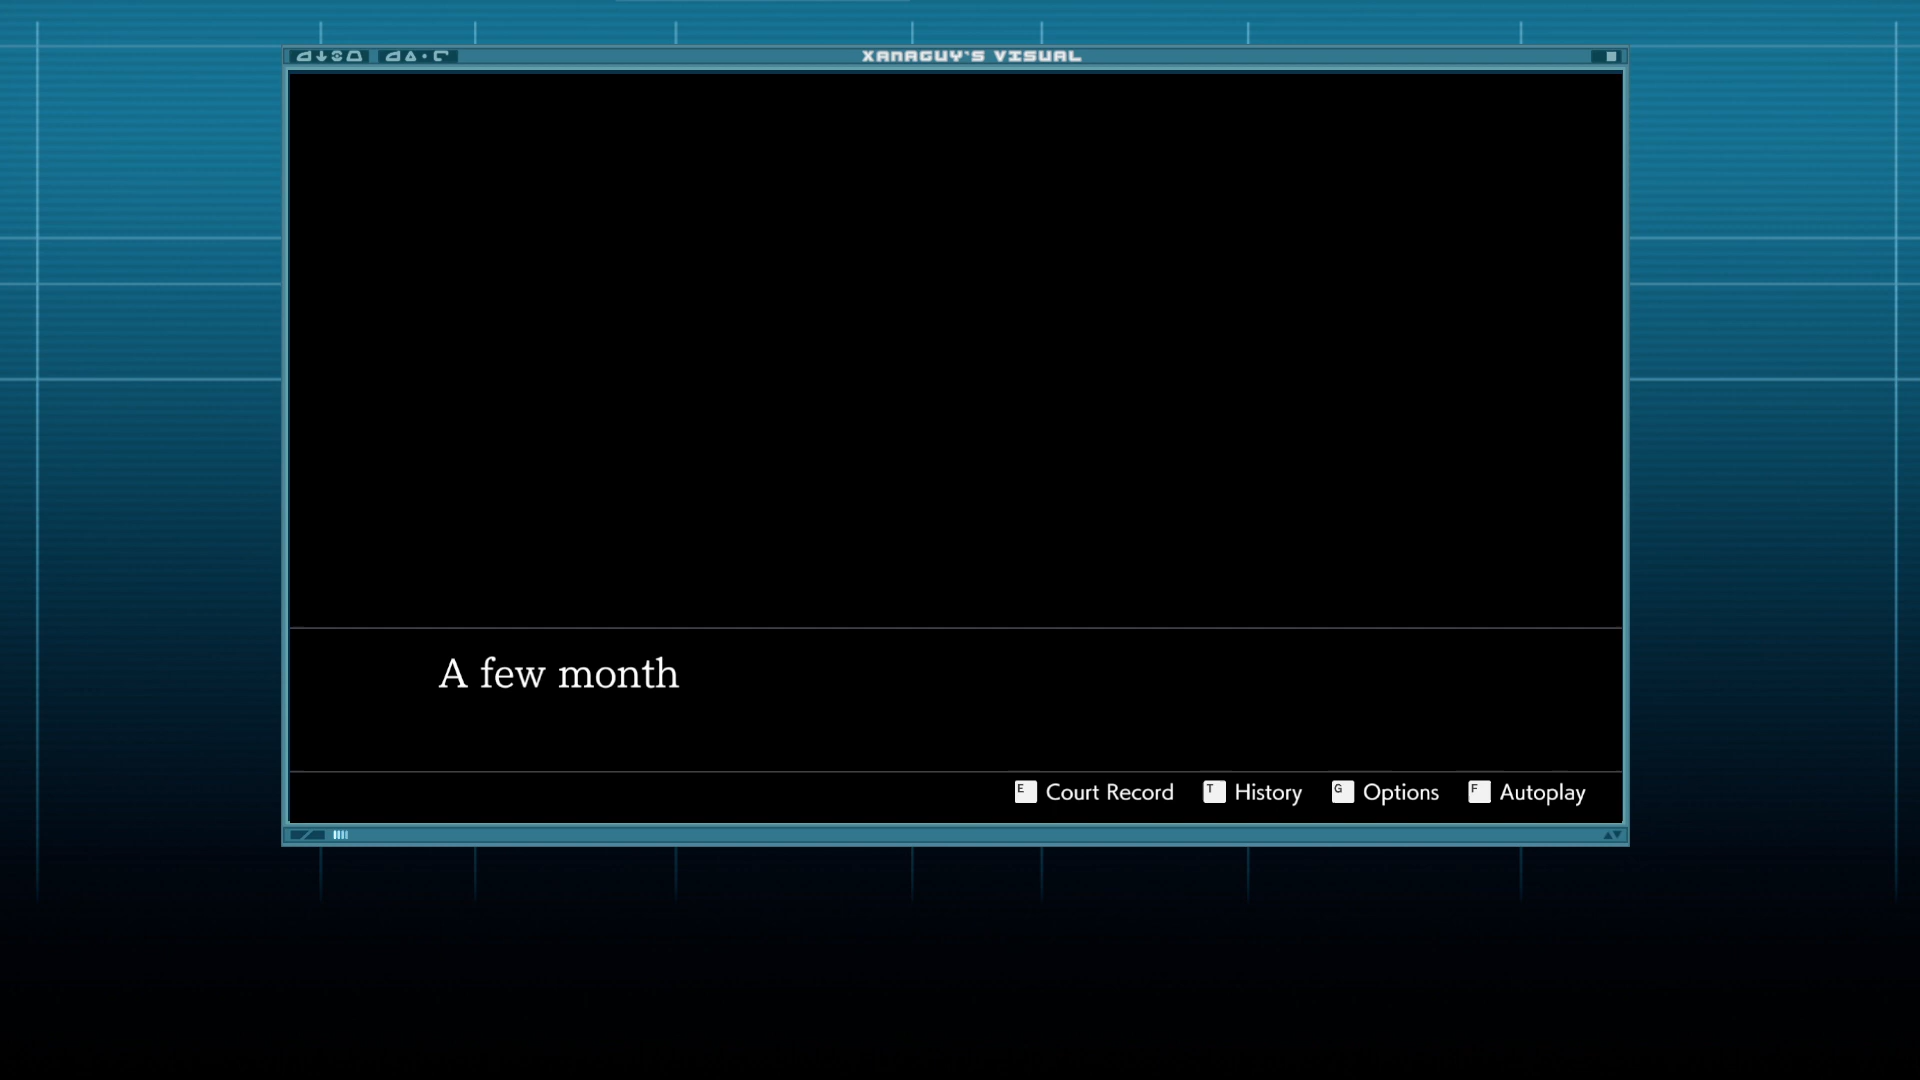 XANAGUY'S VISUAL
A few month
E Court Record T History G Options F Autoplay